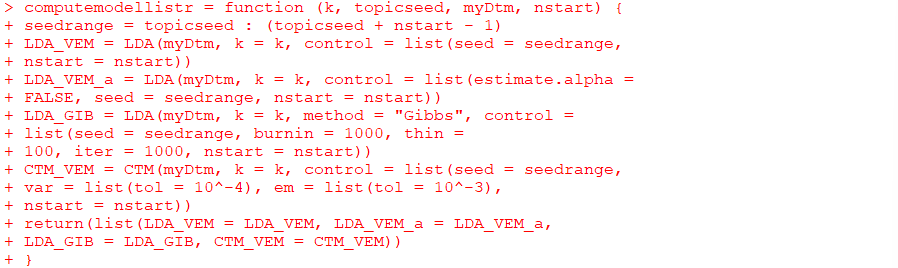 > computemodellistr = function (k, topicseed, myDtm, nstart) {
+ seedrange = topicseed : (topicseed + nstart - 1)
+ LDA_VEM = LDA(myDtm, k = k, control = list(seed = seedrange,
+ nstart = nstart))
+ LDA_VEM_a = LDA(myDtm, k = k, control = list(estimate.alpha =
+ FALSE, seed = seedrange, nstart = nstart))
+ LDA_GIB = LDA(myDtm, k = k, method = "Gibbs", control =
+ list(seed = seedrange, burnin = 1000, thin =
+ 100, iter = 1000, nstart = nstart))
+ CTM_VEM = CTM(myDtm, k = k, control = list(seed = seedrange,
+ var = list(tol = 10^-4), em = list(tol = 10^-3),
+ nstart = nstart))
+ return(list(LDA_VEM = LDA_VEM, LDA_VEM_a = LDA_VEM_a,
+ LDA_GIB = LDA_GIB, CTM_VEM = CTM_VEM))
+ }